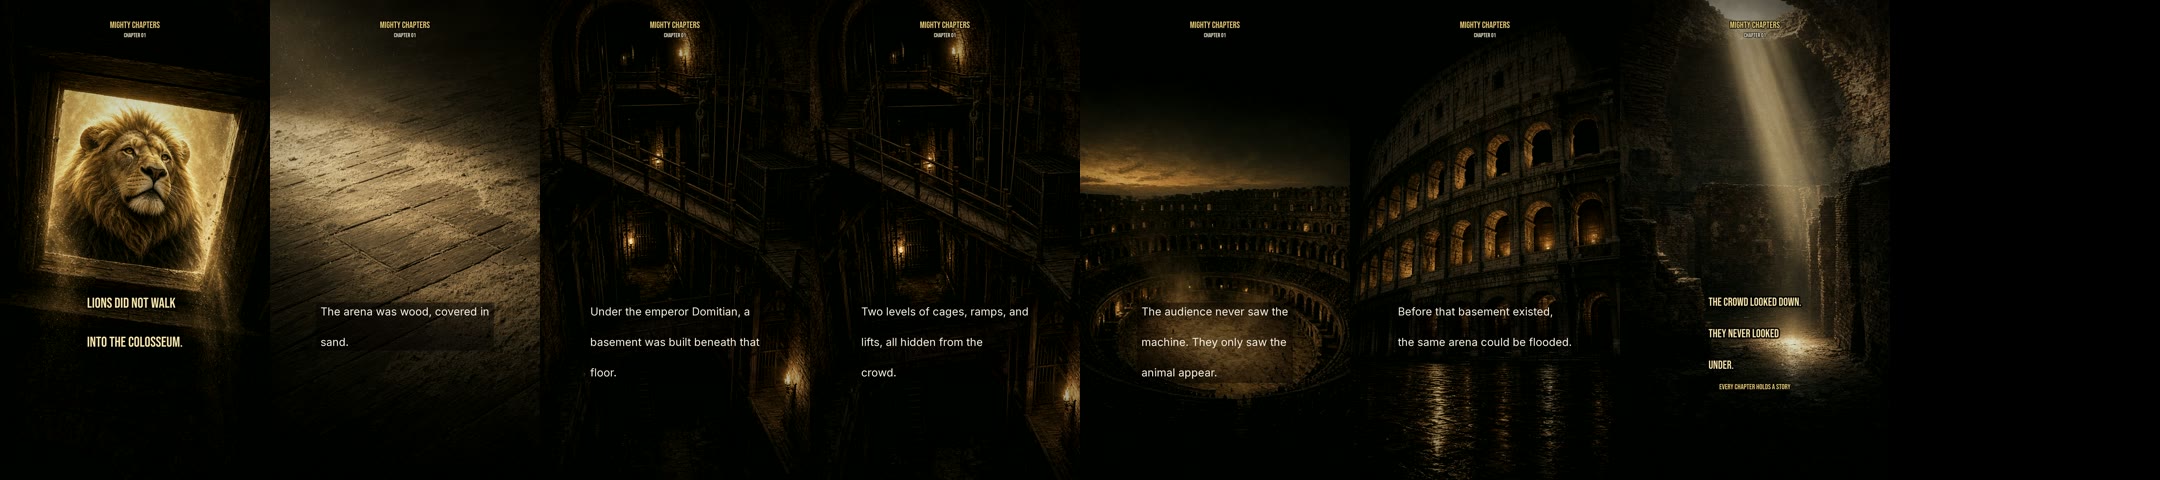 MIGHTY CHAPTERS
CHAPTER 01
LIONS DID NOT WALK
INTO THE COLOSSEUM.
MIGHTY CHAPTERS
CHAPTER 01
The arena was wood, covered in
sand.
MIGHTY CHAPTERS
CHAPTER 01
Under the emperor Domitian, a
basement was built beneath that
floor.
MIGHTY CHAPTERS
CHAPTER 01
Two levels of cages, ramps, and
lifts, all hidden from the
crowd.
MIGHTY CHAPTERS
CHAPTER 01
The audience never saw the
machine. They only saw the
animal appear.
MIGHTY CHAPTERS
CHAPTER 01
Before that basement existed,
the same arena could be flooded.
MIGHTY CHAPTERS
CHAPTER 01
THE CROWD LOOKED DOWN.
THEY NEVER LOOKED
UNDER.
EVERY CHAPTER HOLDS A STORY